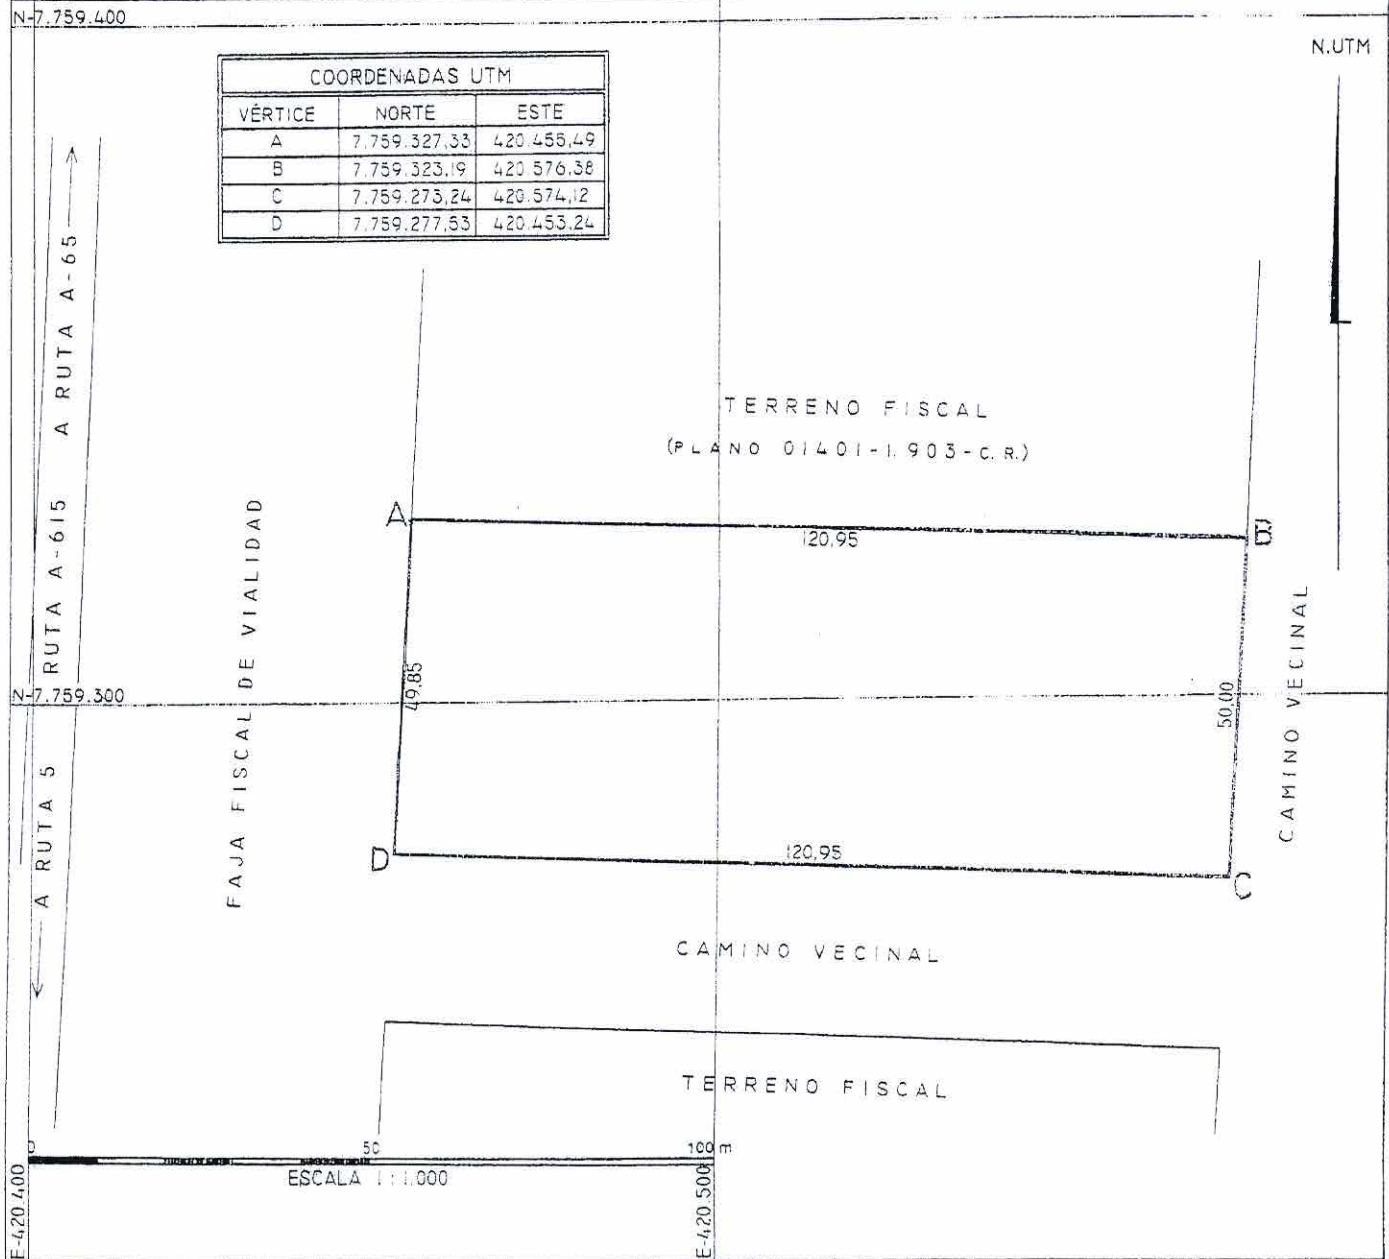 N-7.759.400
N.UTM
COORDENADAS UTM
VÉRTICE NORTE ESTE
A 7.759.327,33 420.455,49
B 7.759.323,19 420.576,38
C 7.759.273,24 420.574,12
D 7.759.277,53 420.453,24
A RUTA A-65
RUTA A-615
A RUTA 5
TERRENO FISCAL
(PLANO 01401-1.903-C.R.)
FAJA FISCAL DE VIALIDAD
A
B
120,95
49,85
50,00
CAMINO VECINAL
N-7.759.300
D
120,95
C
CAMINO VECINAL
TERRENO FISCAL
0 50 100 m
ESCALA 1:1.000
E-420.400
E-420.500